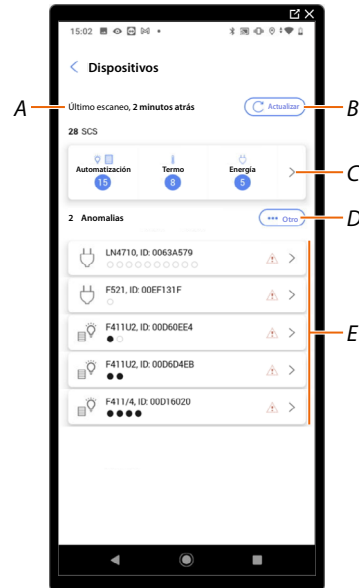 15:02
Dispositivos
A
Último escaneo, 2 minutos atrás
Actualizar
B
28 SCS
Automatización
Termo
Energía
15
8
5
C
2 Anomalias
Otro
D
LN4710, ID: 0063A579
F521, ID: 00EF131F
F411U2, ID: 00D60EE4
E
F411U2, ID: 00D6D4EB
F411/4, ID: 00D16020